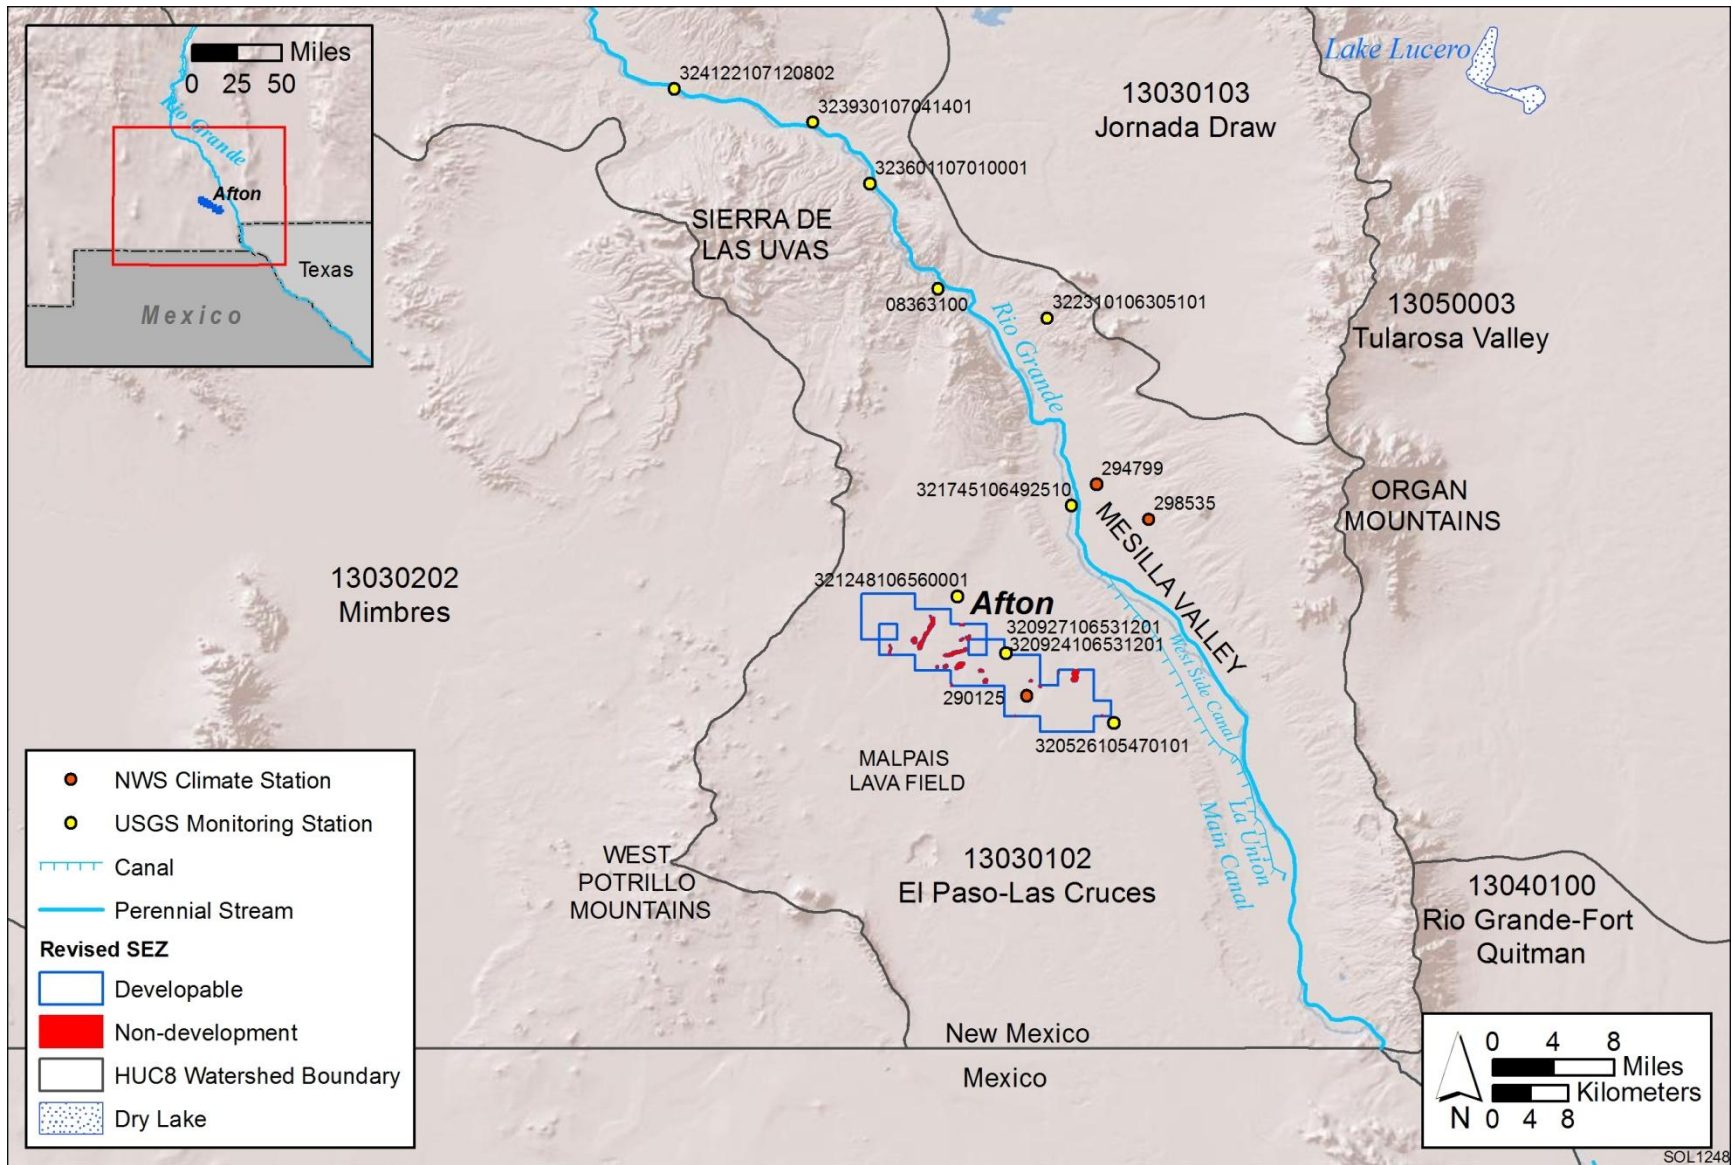 Miles
0 25 50
Rio Grande
Afton
Texas
Mexico
324122107120802
323930107041401
323601107010001
13030103
Jornada Draw
Lake Lucero
SIERRA DE
LAS UVAS
08363100
322310106305101
Rio Grande
13050003
Tularosa Valley
294799
298535
321745106492510
MESILLA VALLEY
ORGAN
MOUNTAINS
13030202
Mimbres
321248106560001
Afton
320927106531201
320924106531201
290125
320526105470101
West Side Canal
MALPAIS
LAVA FIELD
La Union
Main Canal
WEST
POTRILLO
MOUNTAINS
13030102
El Paso-Las Cruces
13040100
Rio Grande-Fort
Quitman
New Mexico
Mexico
NWS Climate Station
USGS Monitoring Station
Canal
Perennial Stream
Revised SEZ
Developable
Non-development
HUC8 Watershed Boundary
Dry Lake
N
0 4 8
Miles
Kilometers
0 4 8
SOL1248